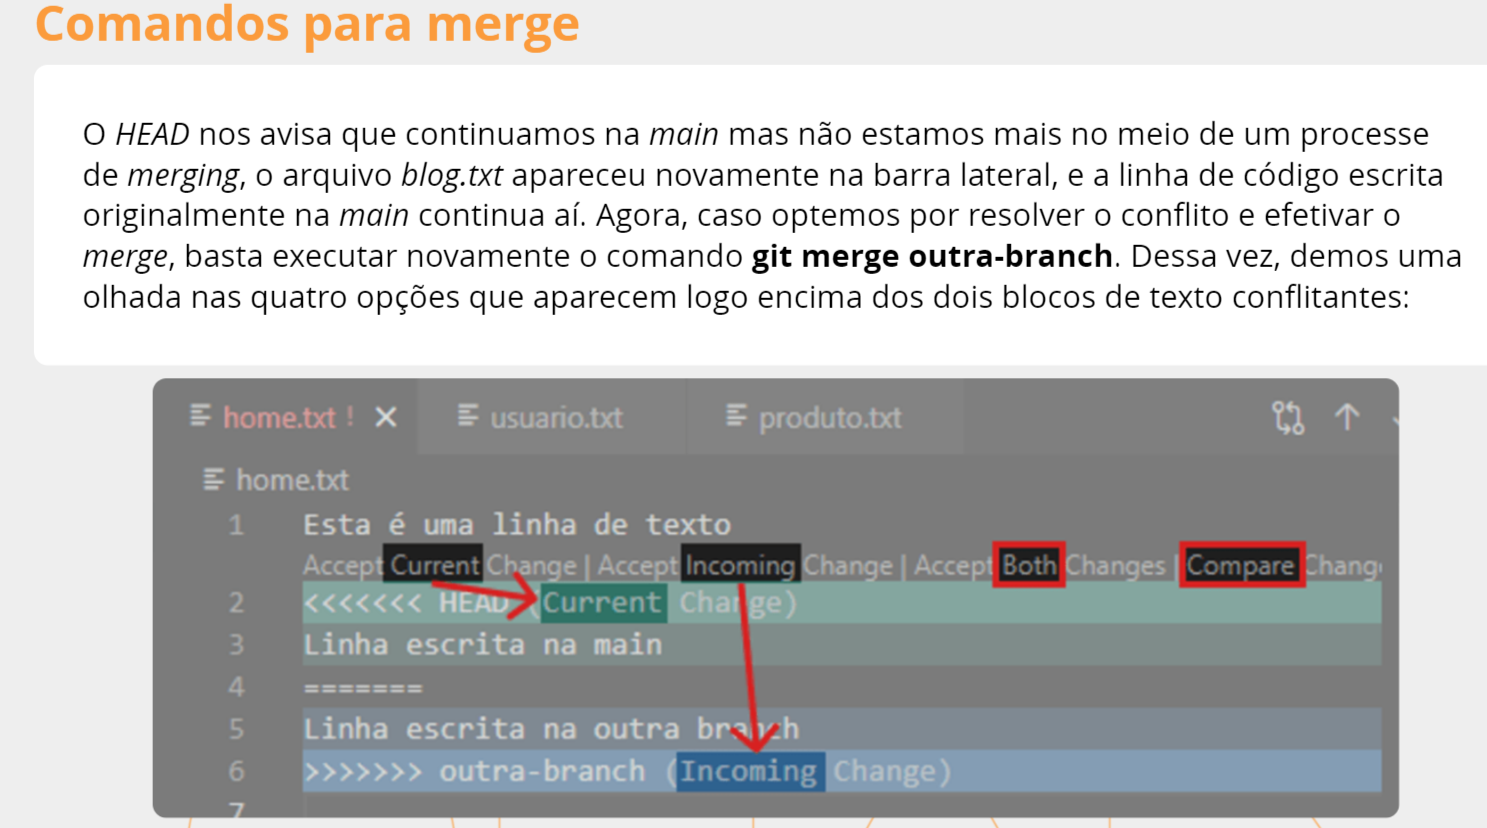 Comandos para merge
O HEAD nos avisa que continuamos na main mas não estamos mais no meio de um processe
de merging, o arquivo blog.txt apareceu novamente na barra lateral, e a linha de código escrita
originalmente na main continua aí. Agora, caso optemos por resolver o conflito e efetivar o
merge, basta executar novamente o comando git merge outra-branch. Dessa vez, demos uma
olhada nas quatro opções que aparecem logo encima dos dois blocos de texto conflitantes:
home.txt ! × usuario.txt produto.txt
home.txt
1 Esta é uma linha de texto
Accept Current Change | Accept Incoming Change | Accept Both Changes | Compare Chang
2 <<<<<<< HEAD (Current Change)
3 Linha escrita na main
4 =======
5 Linha escrita na outra branch
6 >>>>>>> outra-branch (Incoming Change)
7